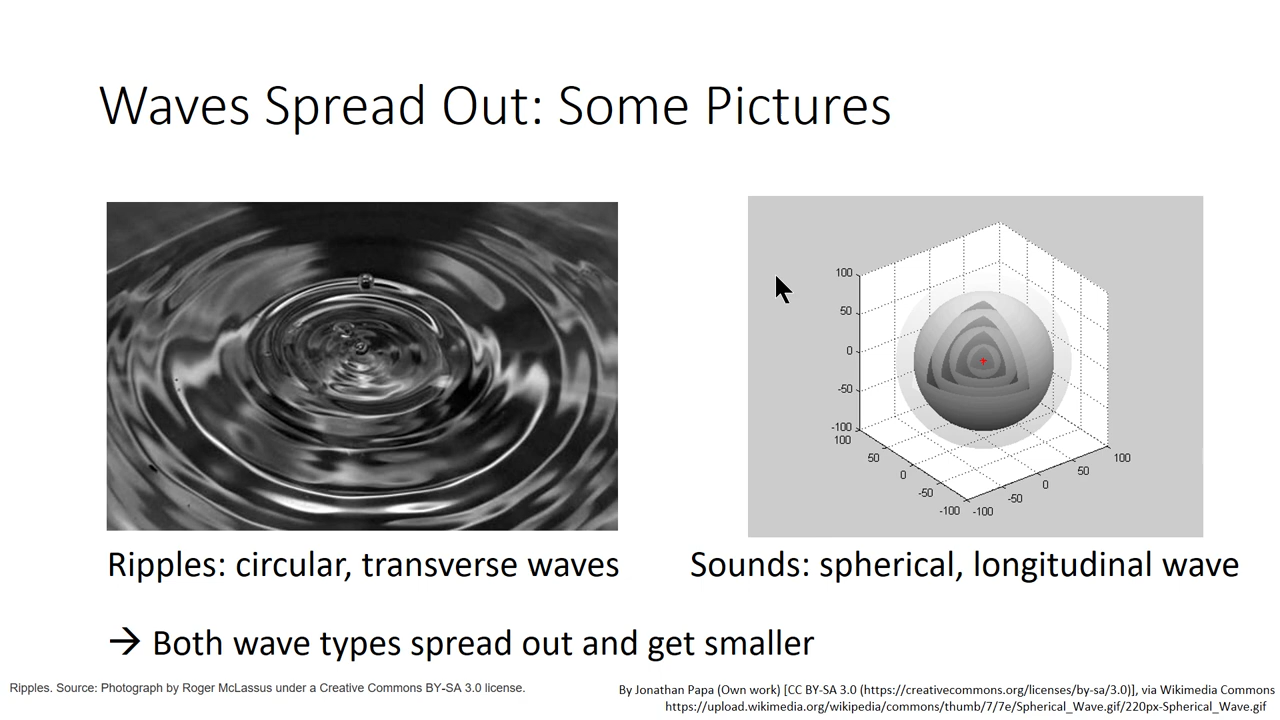 Waves Spread Out: Some Pictures
100
50
0
-50
-100
100
50
0
-50
-100
-100
-50
0
50
100
Ripples: circular, transverse waves
Sounds: spherical, longitudinal wave
→ Both wave types spread out and get smaller
Ripples. Source: Photograph by Roger McLassus under a Creative Commons BY-SA 3.0 license.
By Jonathan Papa (Own work) [CC BY-SA 3.0 (https://creativecommons.org/licenses/by-sa/3.0)], via Wikimedia Commons
https://upload.wikimedia.org/wikipedia/commons/thumb/7/7e/Spherical_Wave.gif/220px-Spherical_Wave.gif